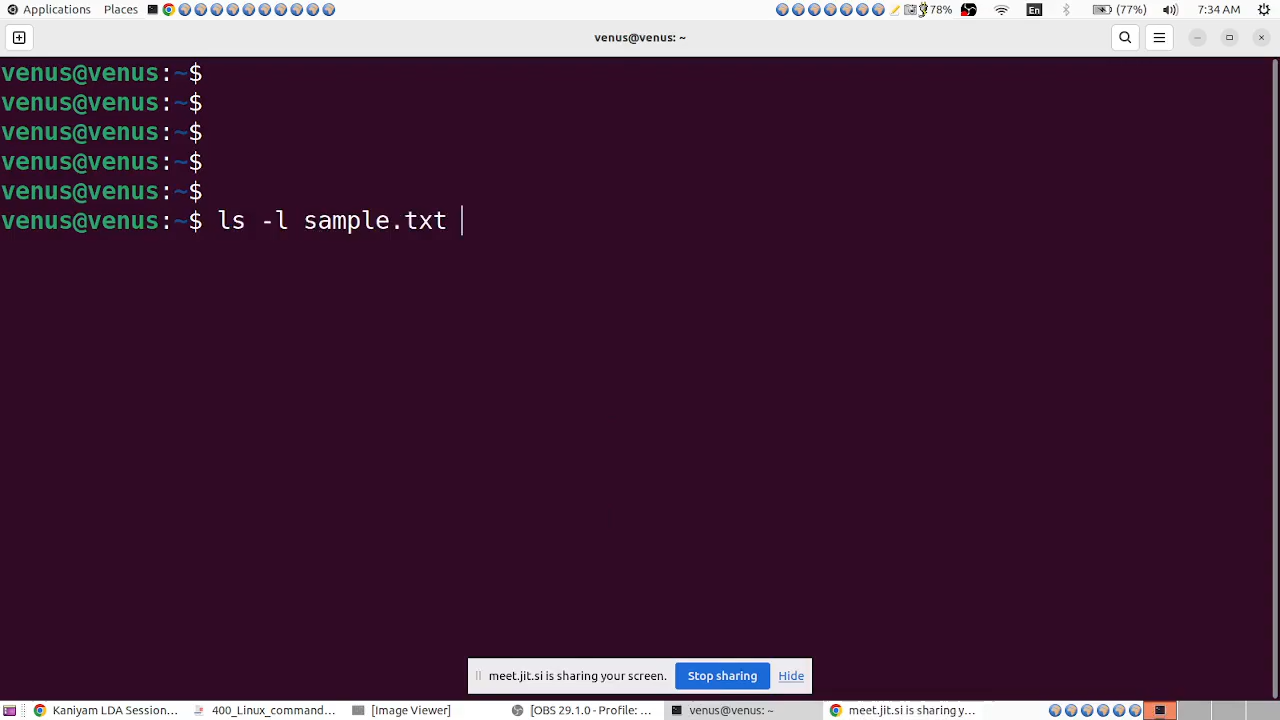 Applications Places 78% En (77%) 7:34 AM
venus@venus: ~
venus@venus:~$
venus@venus:~$
venus@venus:~$
venus@venus:~$
venus@venus:~$
venus@venus:~$ ls -l sample.txt
meet.jit.si is sharing your screen. Stop sharing Hide
Kaniyam LDA Session... 400_Linux_command... [Image Viewer] [OBS 29.1.0 - Profile: ... venus@venus: ~ meet.jit.si is sharing y...